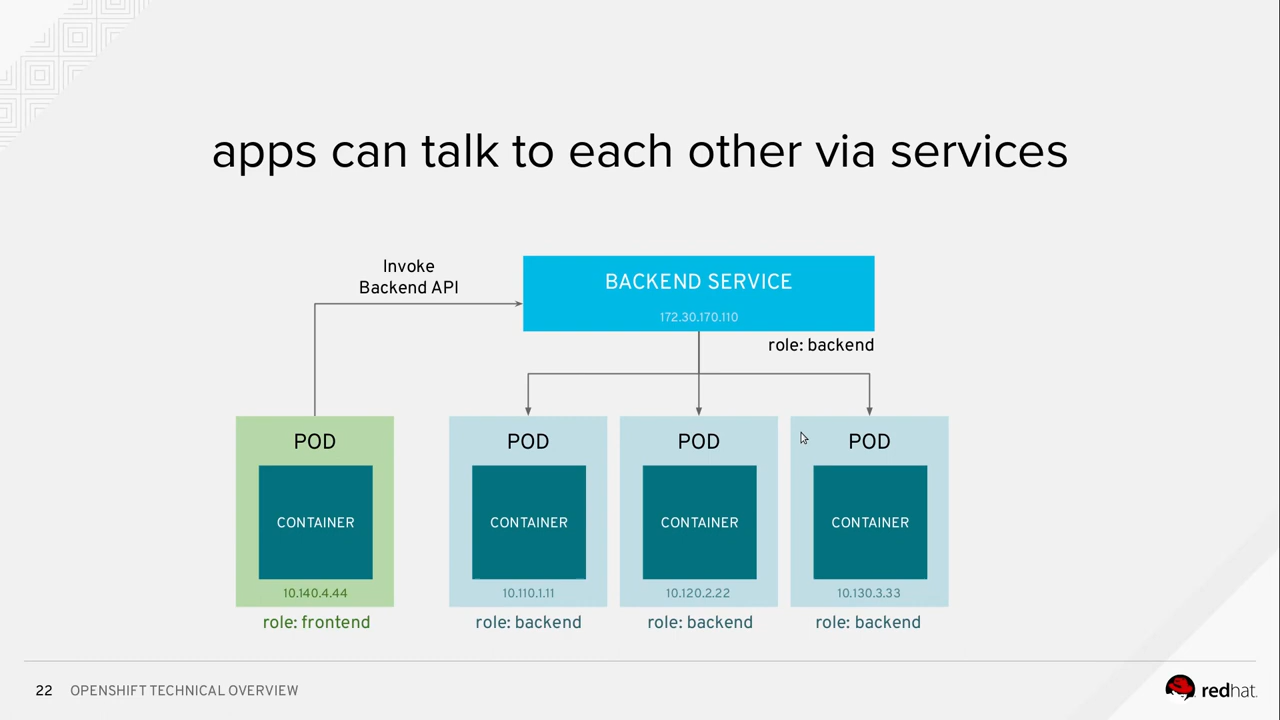 apps can talk to each other via services
Invoke
Backend API
BACKEND SERVICE
172.30.170.110
role: backend
POD
CONTAINER
10.140.4.44
role: frontend
POD
CONTAINER
10.110.1.11
role: backend
POD
CONTAINER
10.120.2.22
role: backend
POD
CONTAINER
10.130.3.33
role: backend
22 OPENSHIFT TECHNICAL OVERVIEW
redhat.